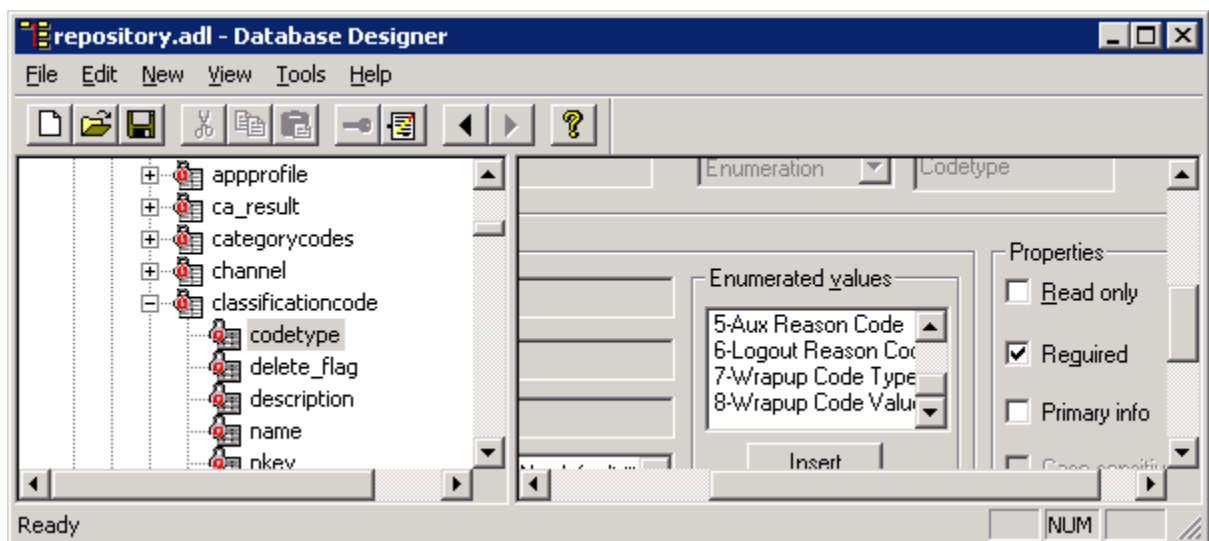 repository.adl - Database Designer
File Edit New View Tools Help
appprofile
ca_result
categorycodes
channel
classificationcode
codetype
delete_flag
description
name
pkey
Enumeration
Codetype
Enumerated values
5-Aux Reason Code
6-Logout Reason Co
7-Wrapup Code Type
8-Wrapup Code Valu
Insert
Properties
Read only
Reguired
Primary info
Ready
NUM